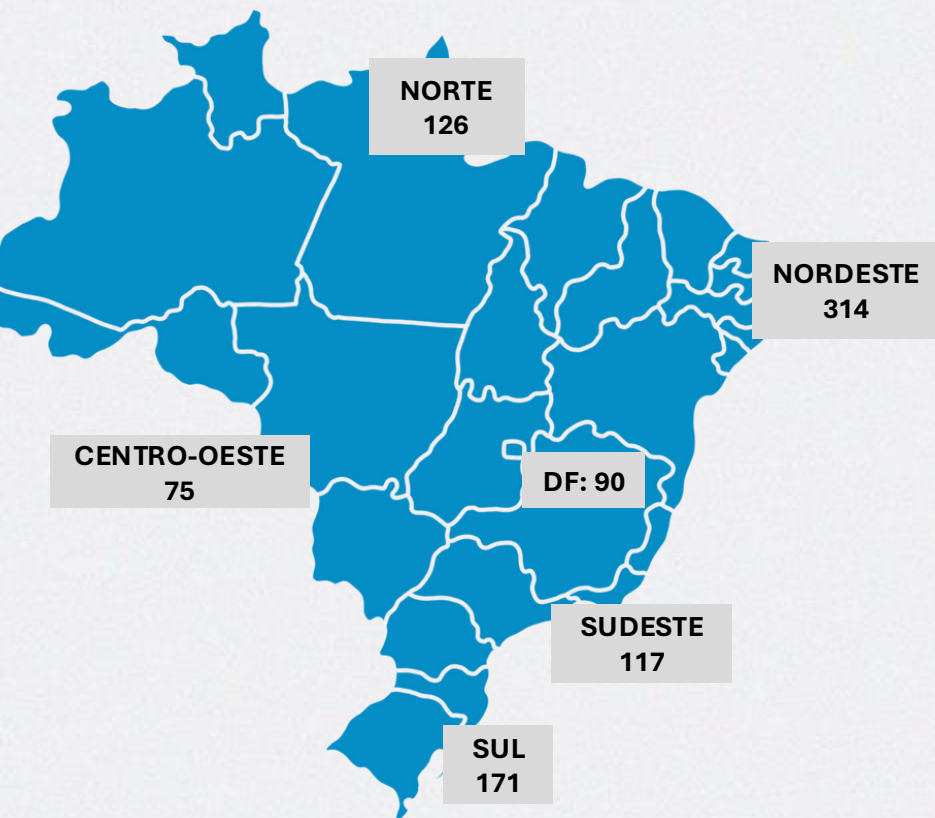 NORTE
126
NORDESTE
314
CENTRO-OESTE
75
DF: 90
SUDESTE
117
SUL
171